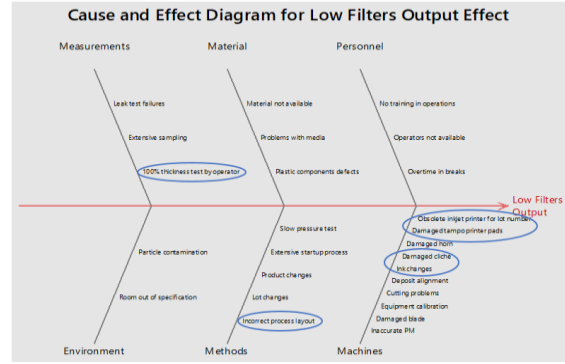 Cause and Effect Diagram for Low Filters Output Effect
Measurements
Material
Personnel
Leak test failures
Material not available
No training in operations
Extensive sampling
Problems with media
Operators not available
100% thickness test by operator
Plastic components defects
Overtime in breaks
Low Filters
Output
Obsolete inkjet printer for lot number
Damaged tampo printer pads
Slow pressure test
Damaged horn
Particle contamination
Extensive startup process
Damaged cliche
Ink changes
Product changes
Deposit alignment
Room out of specification
Lot changes
Cutting problems
Equipment calibration
Incorrect process layout
Damaged blade
Inaccurate PM
Environment
Methods
Machines